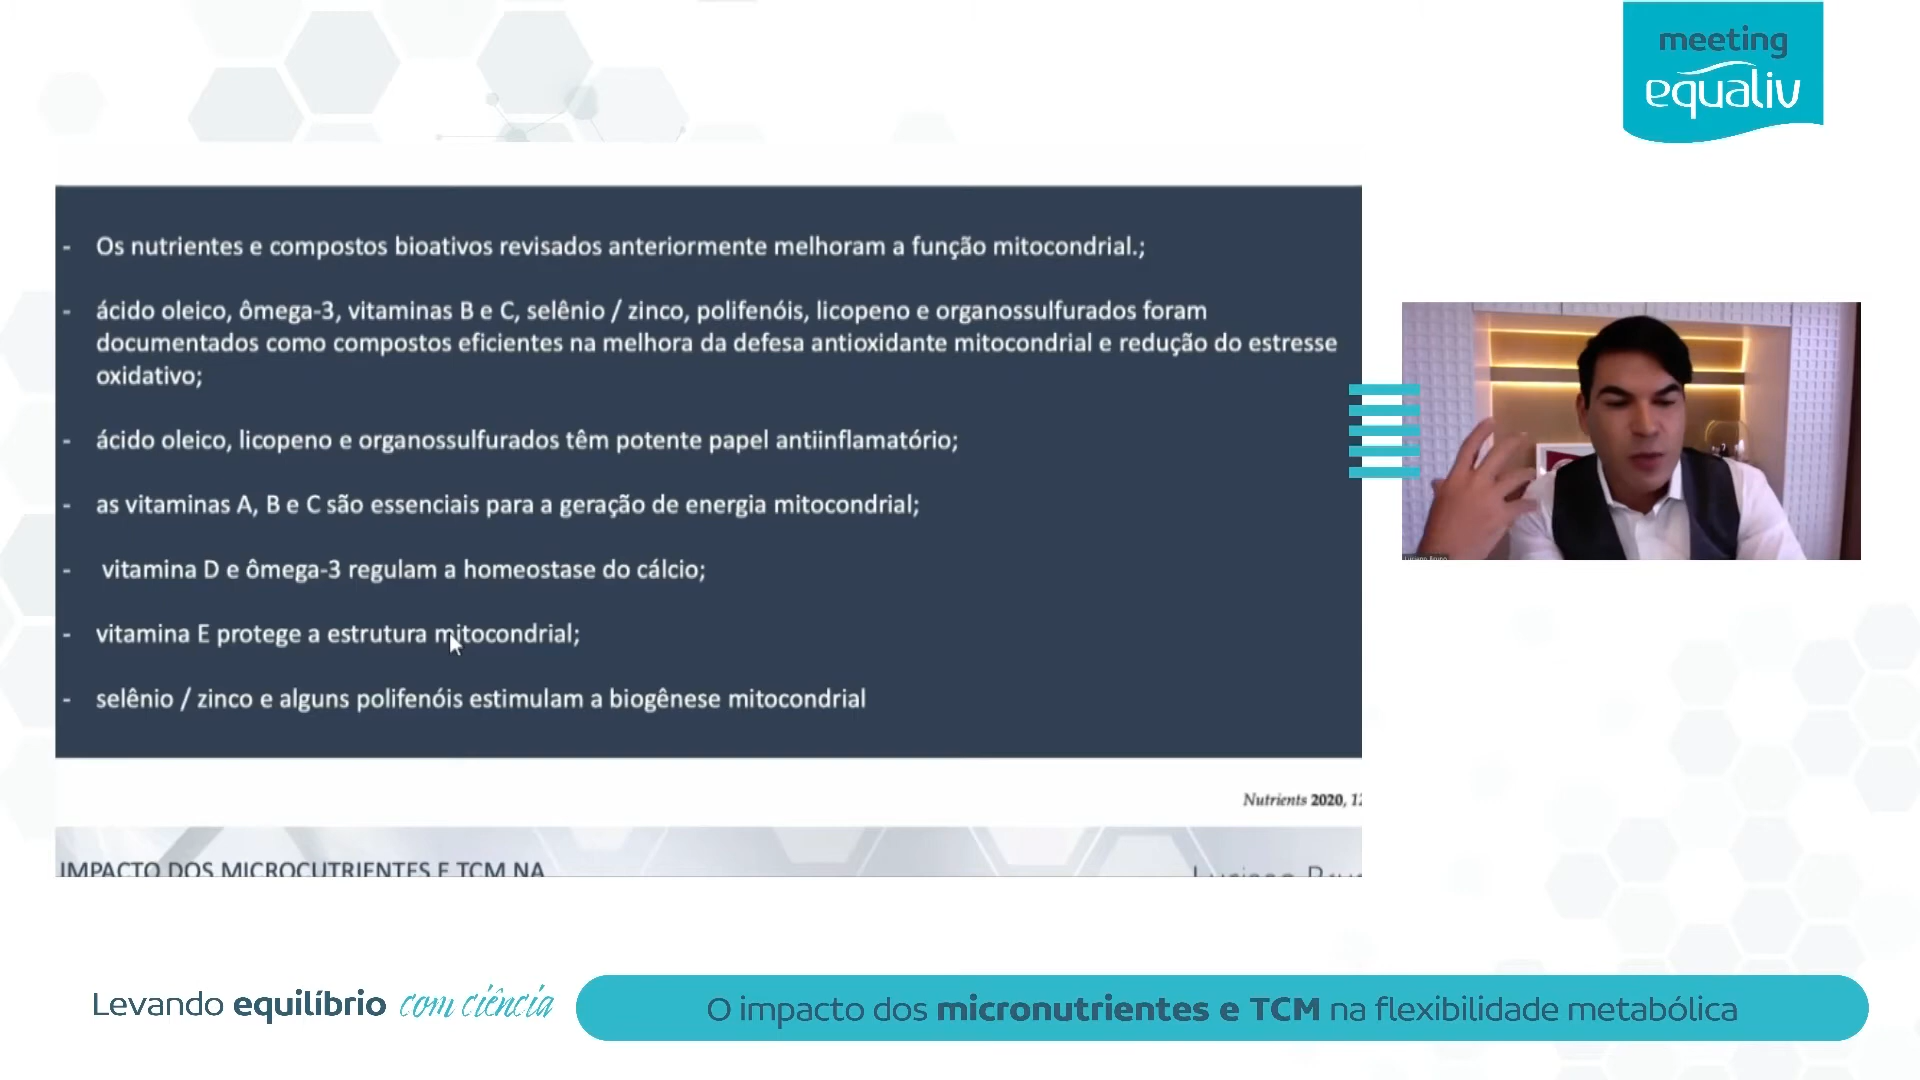 meeting
equaliv
- Os nutrientes e compostos bioativos revisados anteriormente melhoram a função mitocondrial.;
- ácido oleico, ômega-3, vitaminas B e C, selênio / zinco, polifenóis, licopeno e organossulfurados foram
documentados como compostos eficientes na melhora da defesa antioxidante mitocondrial e redução do estresse
oxidativo;
- ácido oleico, licopeno e organossulfurados têm potente papel antiinflamatório;
- as vitaminas A, B e C são essenciais para a geração de energia mitocondrial;
- vitamina D e ômega-3 regulam a homeostase do cálcio;
- vitamina E protege a estrutura mitocondrial;
- selênio / zinco e alguns polifenóis estimulam a biogênese mitocondrial
Luciano Bruno
Nutrients 2020, 12
IMPACTO DOS MICROCUTRIENTES E TCM NA
Luciano
Levando equilíbrio com ciência
O impacto dos micronutrientes e TCM na flexibilidade metabólica